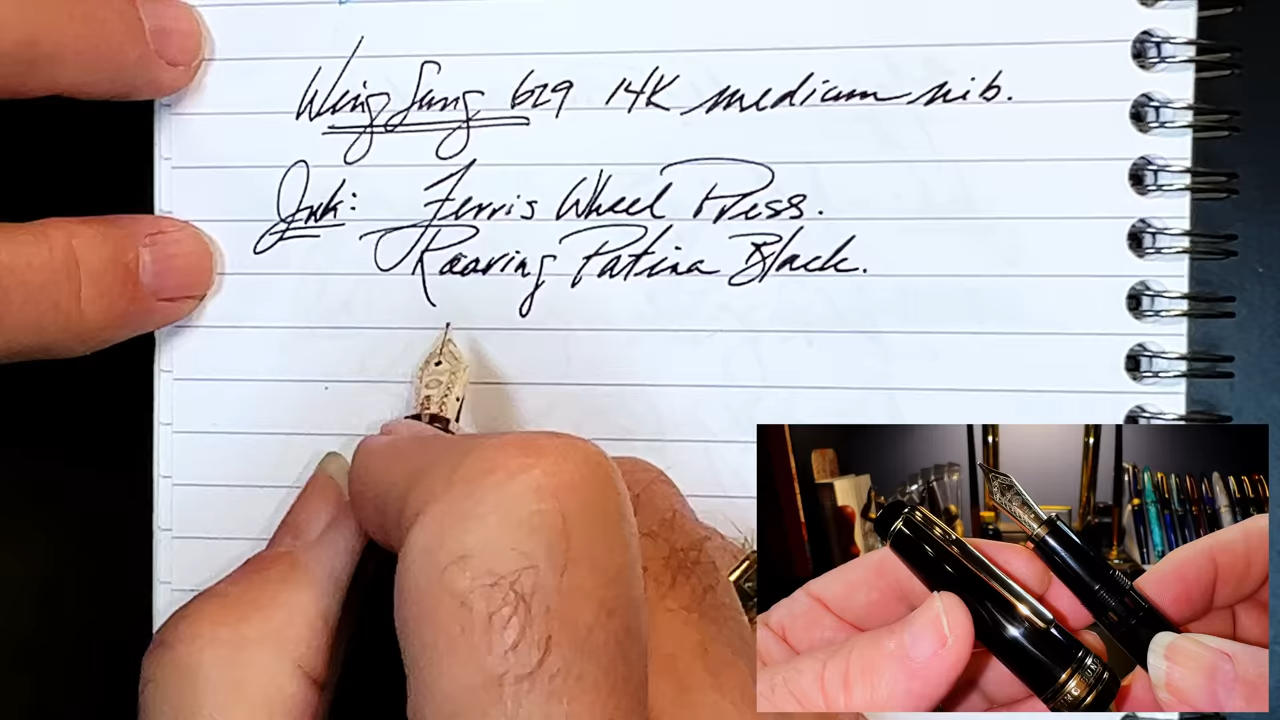 Wing Sung 629 14K medium nib.
Ink: Ferris Wheel Press.
Roaring Patina Black.